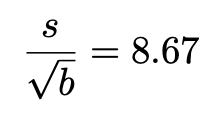 s/√b = 8.67